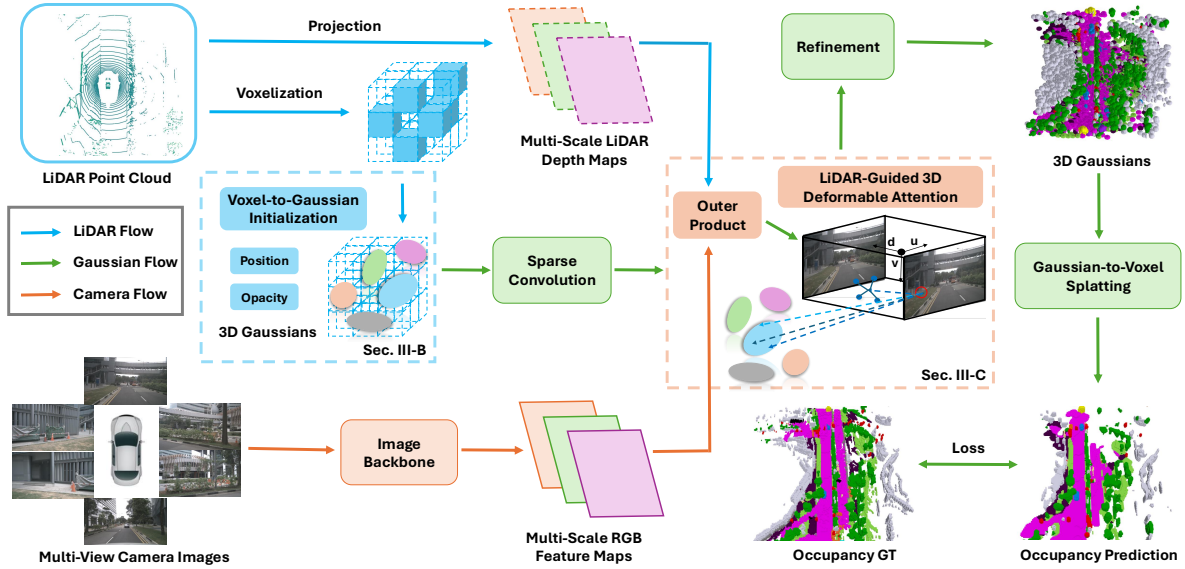 Projection
Voxelization
LiDAR Point Cloud
Multi-Scale LiDAR
Depth Maps
Refinement
3D Gaussians
LiDAR Flow
Gaussian Flow
Camera Flow
Voxel-to-Gaussian
Initialization
Position
Opacity
3D Gaussians
Sec. III-B
Sparse
Convolution
LiDAR-Guided 3D
Deformable Attention
Outer
Product
d
u
v
Sec. III-C
Gaussian-to-Voxel
Splatting
Multi-View Camera Images
Image
Backbone
Multi-Scale RGB
Feature Maps
Loss
Occupancy GT
Occupancy Prediction